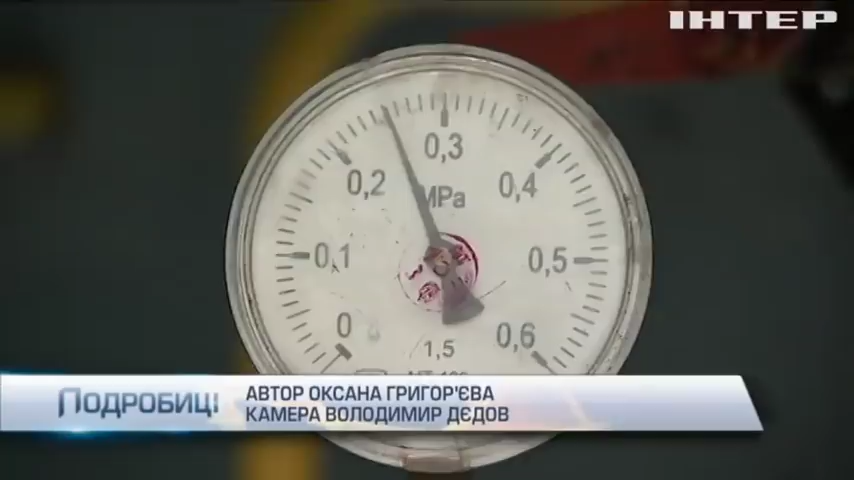 ІНТЕР
0,3
0,2
0,4
MPa
0,1
0,5
0
0,6
1,5
ПОДРОБИЦІ
АВТОР ОКСАНА ГРИГОР'ЄВА
КАМЕРА ВОЛОДИМИР ДЄДОВ